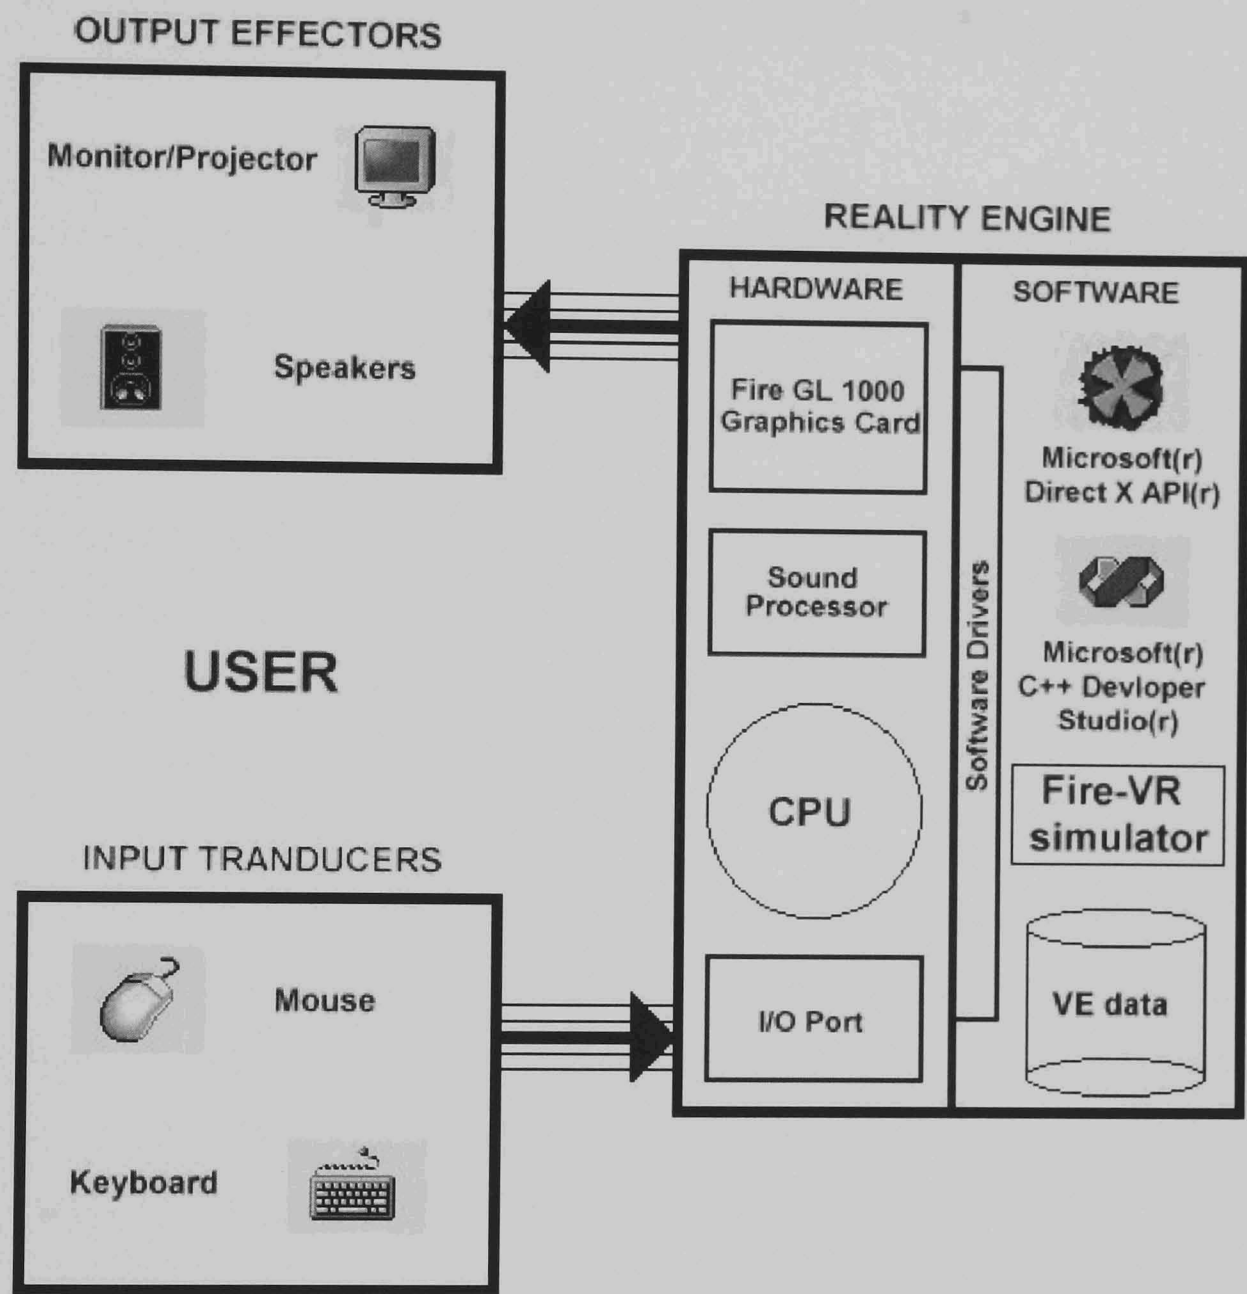 OUTPUT EFFECTORS
Monitor/Projector
Speakers
USER
INPUT TRANDUCERS
Mouse
Keyboard
REALITY ENGINE
HARDWARE
Fire GL 1000
Graphics Card
Sound
Processor
CPU
I/O Port
Software Drivers
SOFTWARE
Microsoft(r)
Direct X API(r)
Microsoft(r)
C++ Devloper
Studio(r)
Fire-VR
simulator
VE data